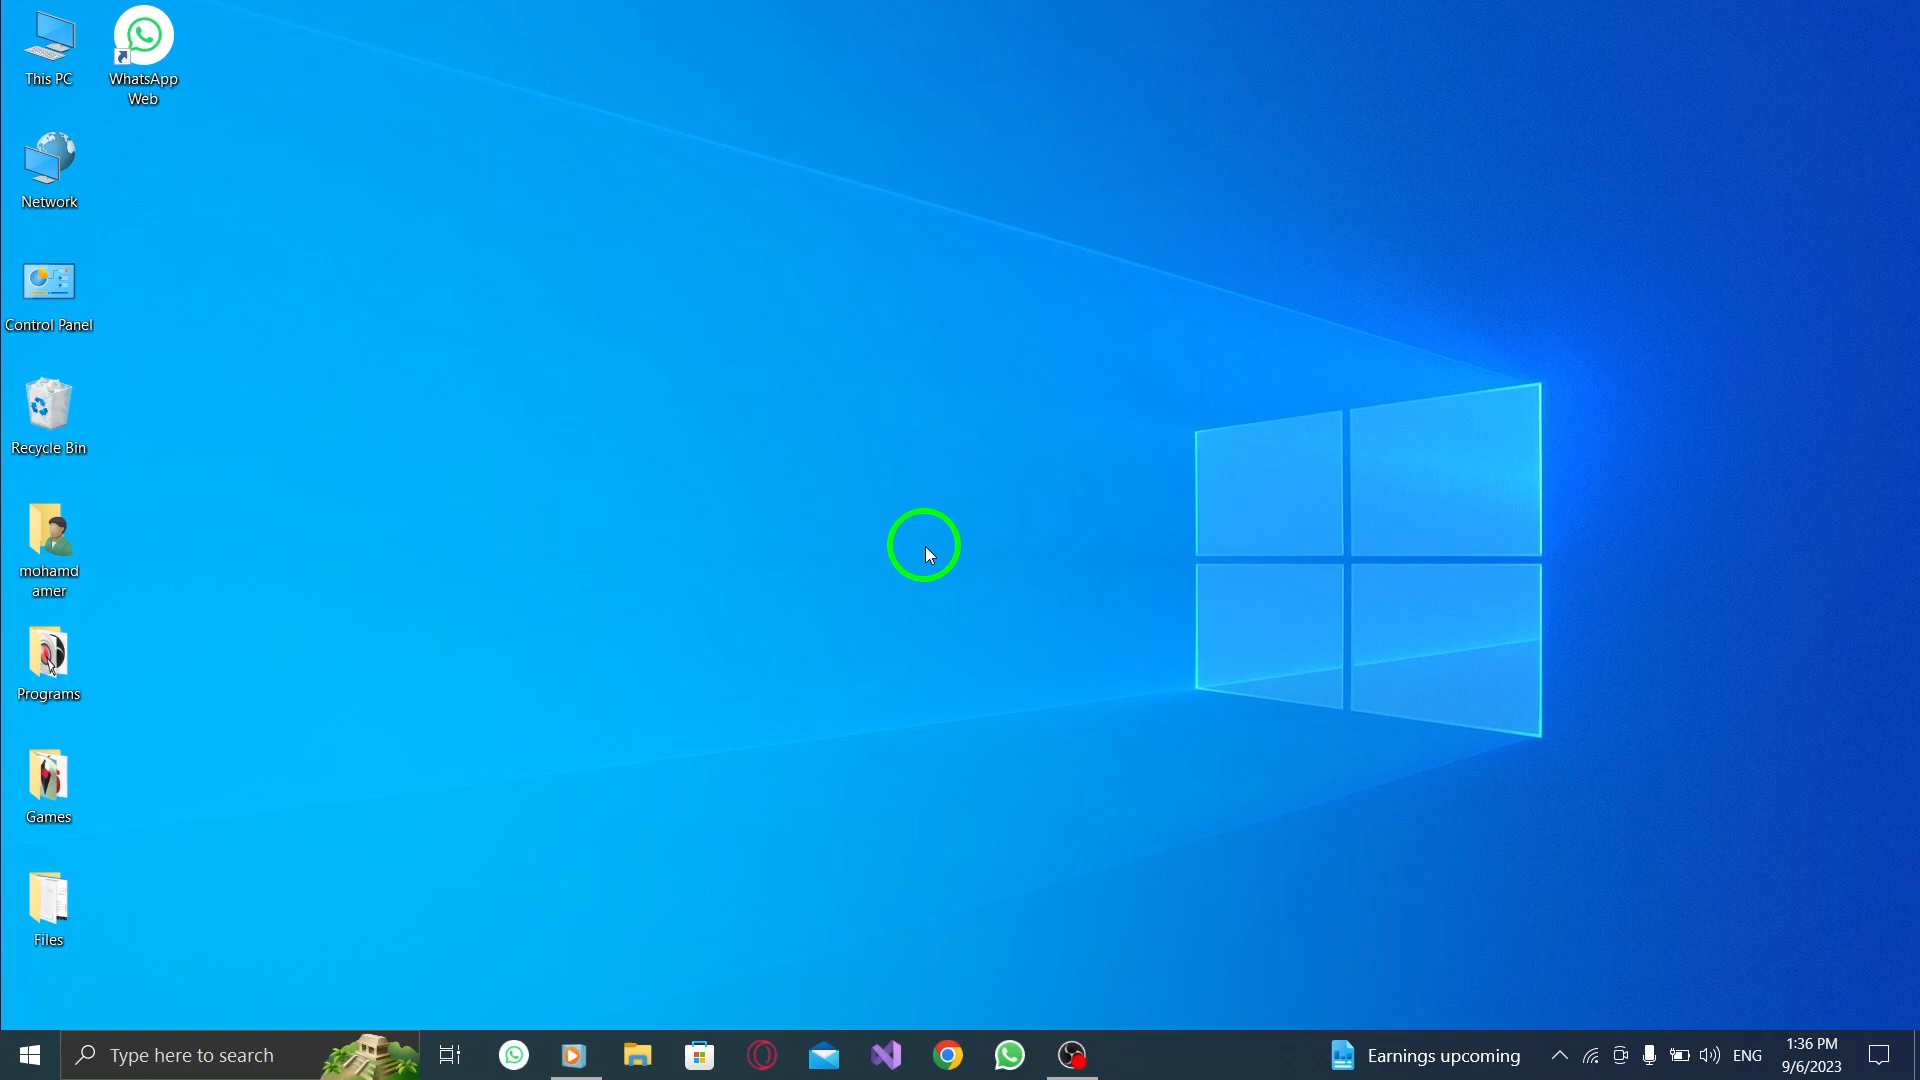 This PC
WhatsApp
Web
Network
Control Panel
Recycle Bin
mohamd
amer
Programs
Games
Files
Type here to search
Earnings upcoming
ENG
1:36 PM
9/6/2023